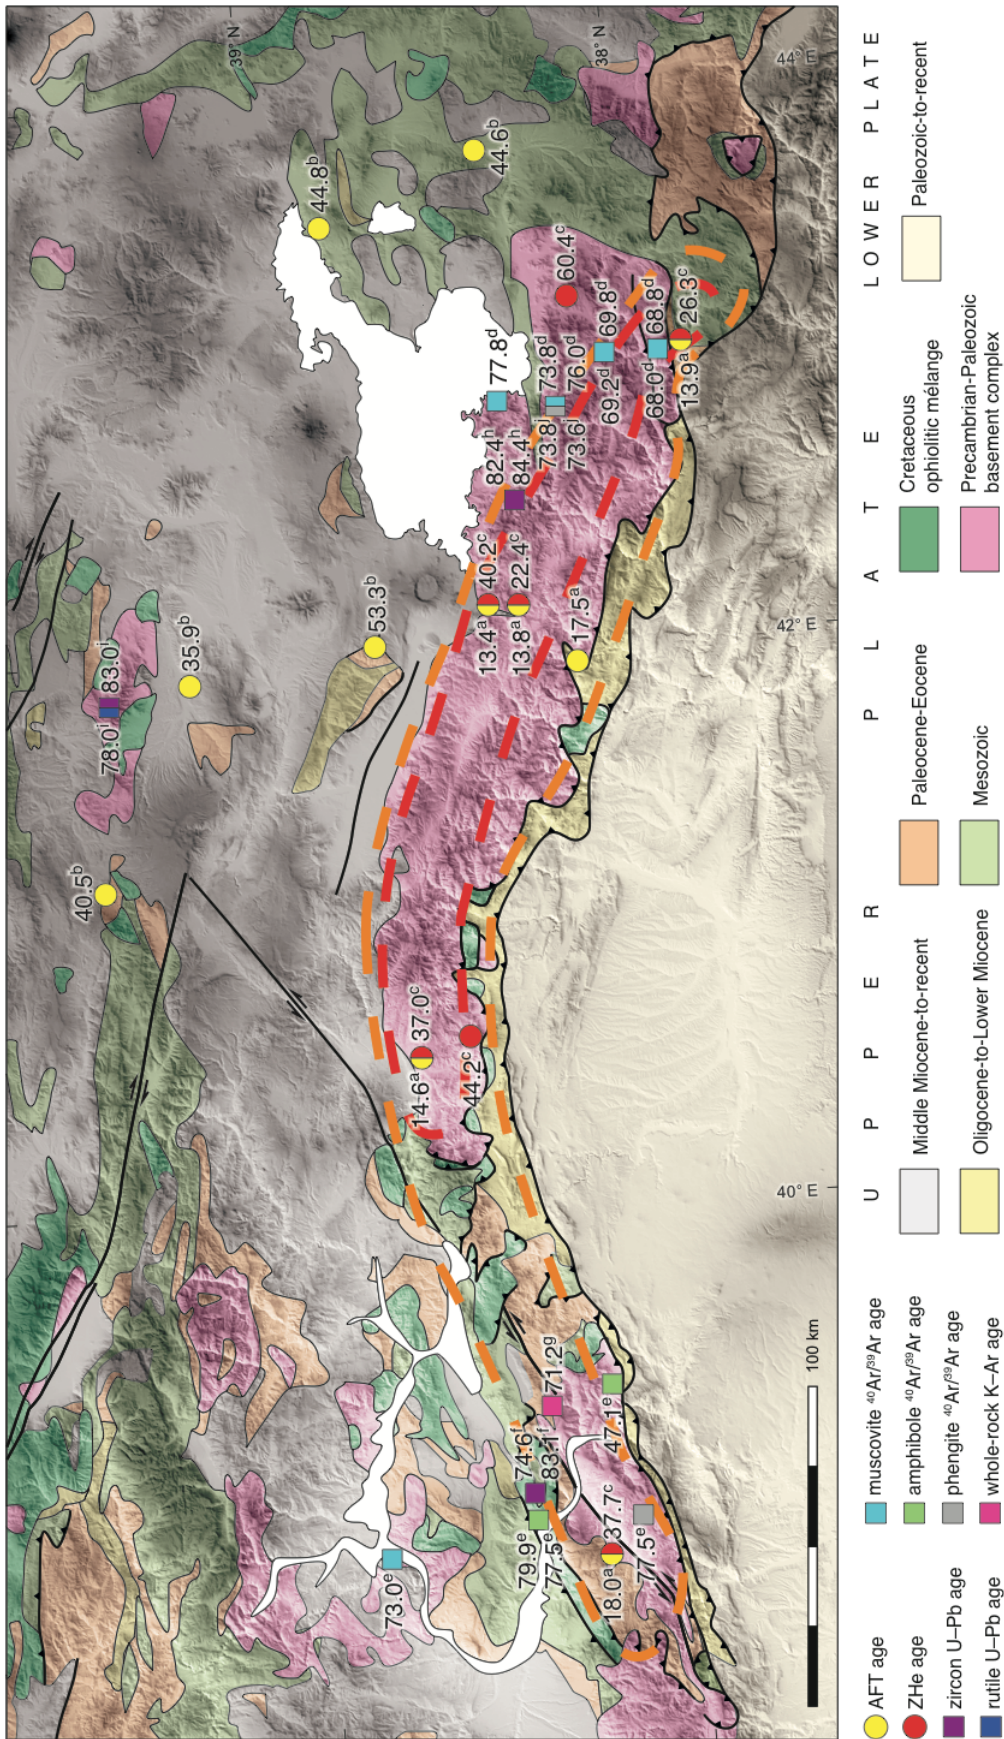 39° N
38° N
44° E
42° E
40° E
44.8ᵇ
44.6ᵇ
60.4ᶜ
77.8ᵈ
73.8ᵈ
76.0ᵈ
69.8ᵈ
69.2ᵈ
68.8ᵈ
68.0ᵈ
26.3ᶜ
13.9ᵃ
82.4ʰ
84.4ʰ
73.8ʲ
73.6ʲ
40.2ᶜ
13.4ᵃ
22.4ᶜ
13.8ᵃ
17.5ᵃ
53.3ᵇ
35.9ᵇ
83.0ⁱ
78.0ⁱ
40.5ᵇ
37.0ᶜ
14.6ᵃ
44.2ᶜ
71.29
47.1ᵉ
74.6ᶠ
83.1ᶠ
79.9ᵉ
77.5ᵉ
73.0ᵉ
37.7ᶜ
18.0ᵃ
77.5ᵉ
100 km
AFT age
ZHe age
zircon U–Pb age
rutile U–Pb age
muscovite ⁴⁰Ar/³⁹Ar age
amphibole ⁴⁰Ar/³⁹Ar age
phengite ⁴⁰Ar/³⁹Ar age
whole-rock K–Ar age
UPPER PLATE
Middle Miocene-to-recent
Oligocene-to-Lower Miocene
Paleocene-Eocene
Mesozoic
Cretaceous
ophiolitic mélange
Precambrian-Paleozoic
basement complex
LOWER PLATE
Paleozoic-to-recent